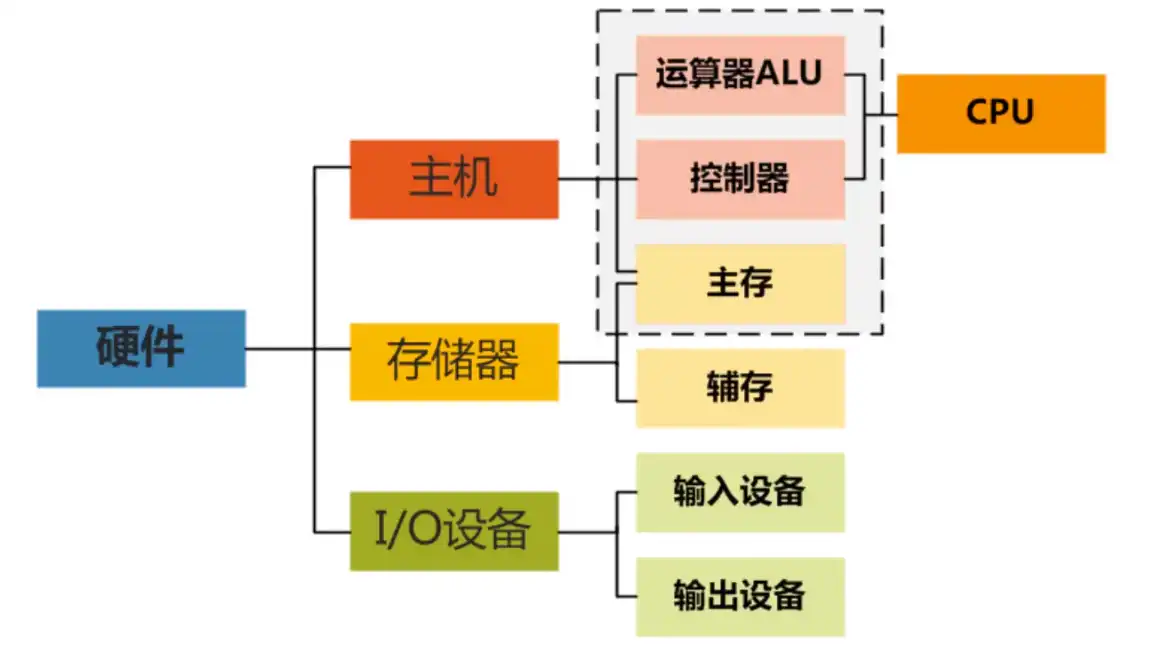 硬件
主机
存储器
I/O设备
运算器ALU
控制器
主存
辅存
输入设备
输出设备
CPU